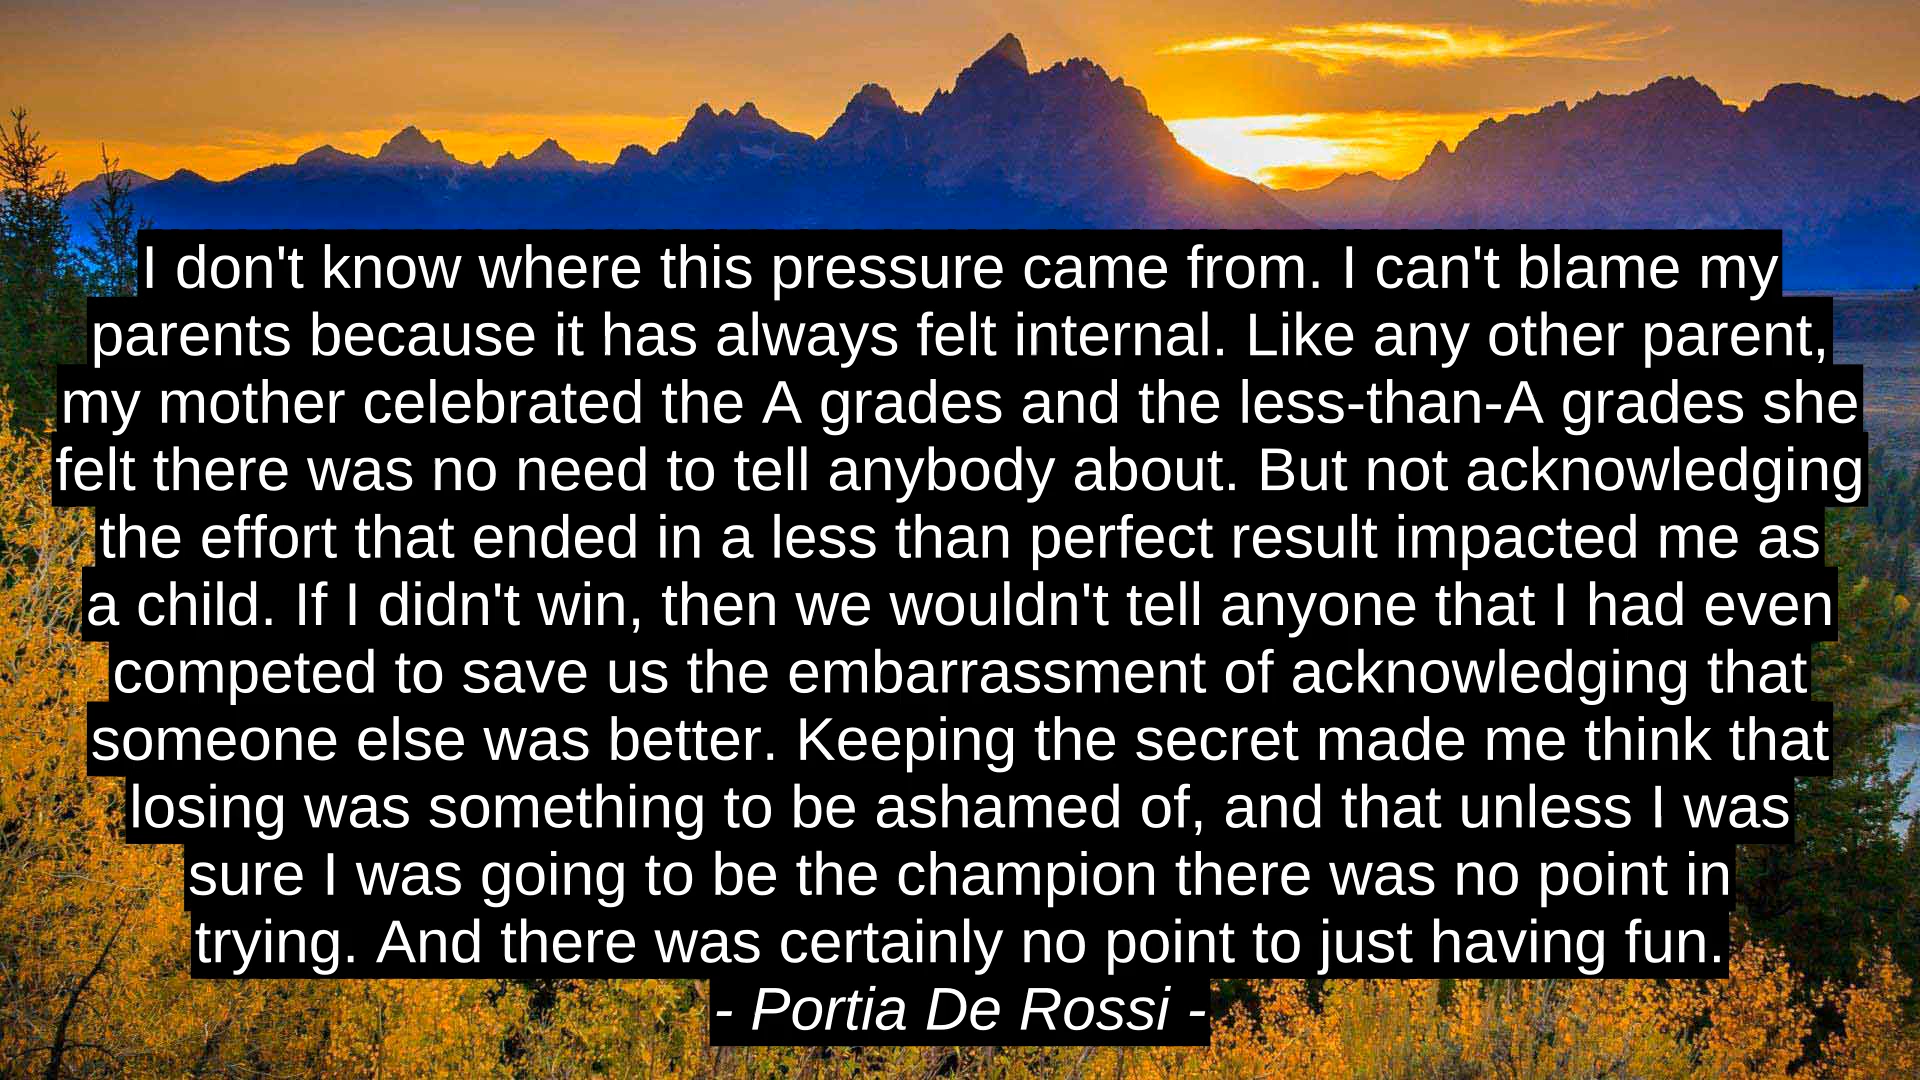 I don't know where this pressure came from. I can't blame my
parents because it has always felt internal. Like any other parent,
my mother celebrated the A grades and the less-than-A grades she
felt there was no need to tell anybody about. But not acknowledging
the effort that ended in a less than perfect result impacted me as
a child. If I didn't win, then we wouldn't tell anyone that I had even
competed to save us the embarrassment of acknowledging that
someone else was better. Keeping the secret made me think that
losing was something to be ashamed of, and that unless I was
sure I was going to be the champion there was no point in
trying. And there was certainly no point to just having fun.
- Portia De Rossi -